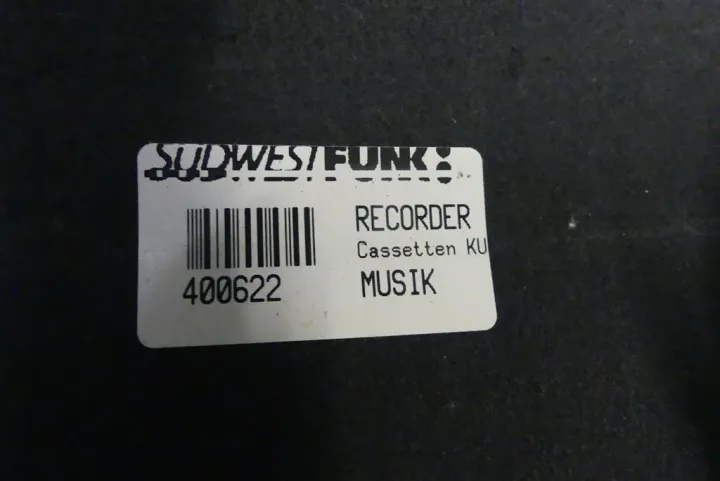 SÜDWESTFUNK:
RECORDER
Cassetten KU
400622
MUSIK